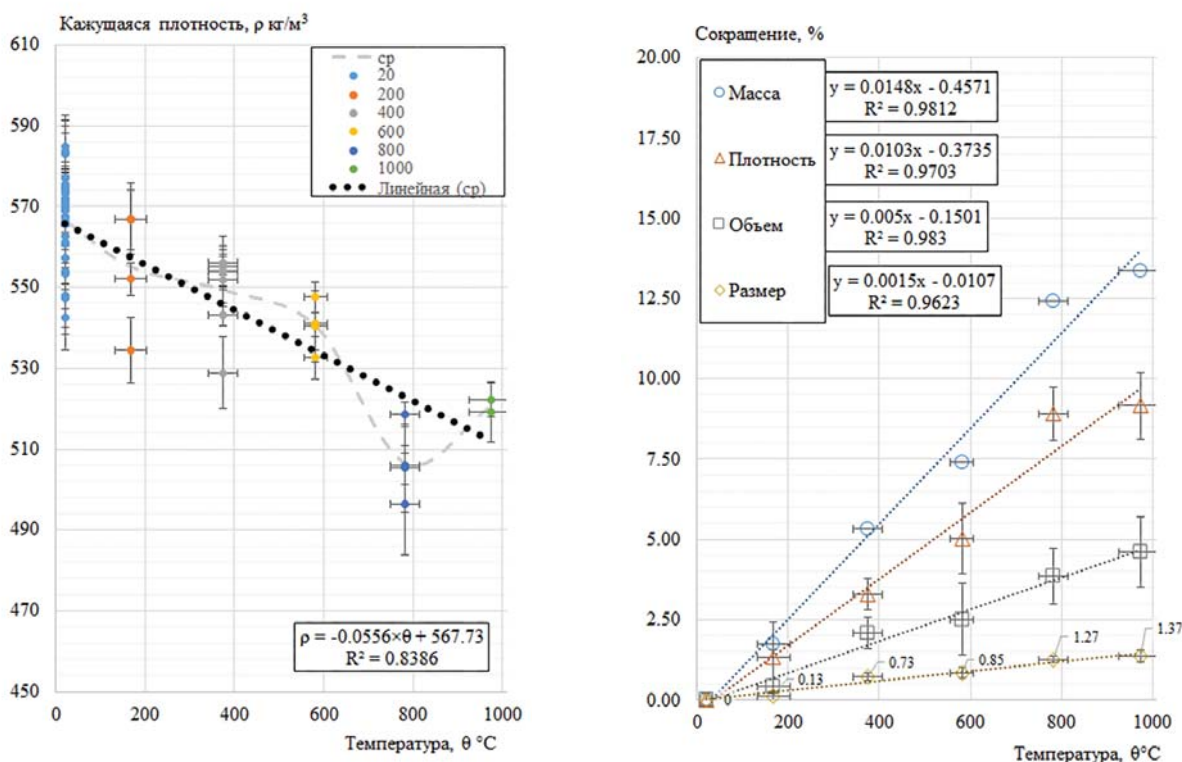 Кажущаяся плотность, ρ кг/м³
610
590
570
550
530
510
490
470
450
0
200
400
600
800
1000
Температура, θ °C
ср
20
200
400
600
800
1000
Линейная (ср)
ρ = -0.0556×θ + 567.73
R² = 0.8386
Сокращение, %
20.00
17.50
15.00
12.50
10.00
7.50
5.00
2.50
0.00
0
200
400
600
800
1000
Температура, θ°C
Масса
y = 0.0148x - 0.4571
R² = 0.9812
Плотность
y = 0.0103x - 0.3735
R² = 0.9703
Объем
y = 0.005x - 0.1501
R² = 0.983
Размер
y = 0.0015x - 0.0107
R² = 0.9623
0.13
0.73
0.85
1.27
1.37